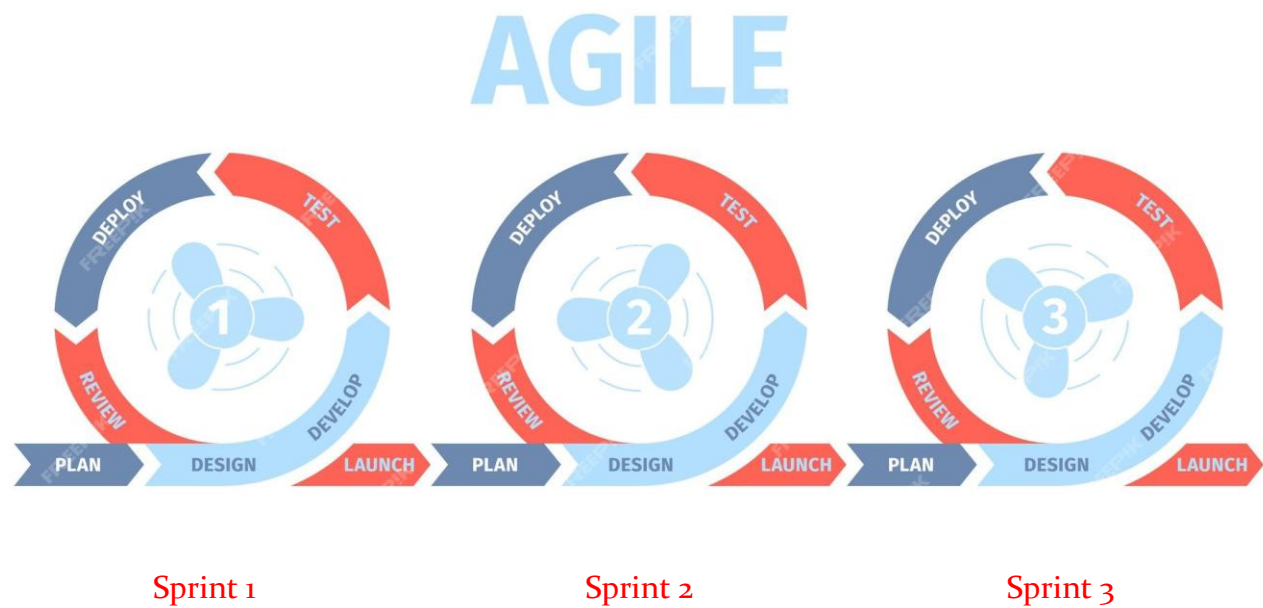 AGILE
DEPLOY
TEST
1
REVIEW
DEVELOP
PLAN
DESIGN
LAUNCH
DEPLOY
TEST
2
REVIEW
DEVELOP
PLAN
DESIGN
LAUNCH
DEPLOY
TEST
3
REVIEW
DEVELOP
PLAN
DESIGN
LAUNCH
Sprint 1
Sprint 2
Sprint 3